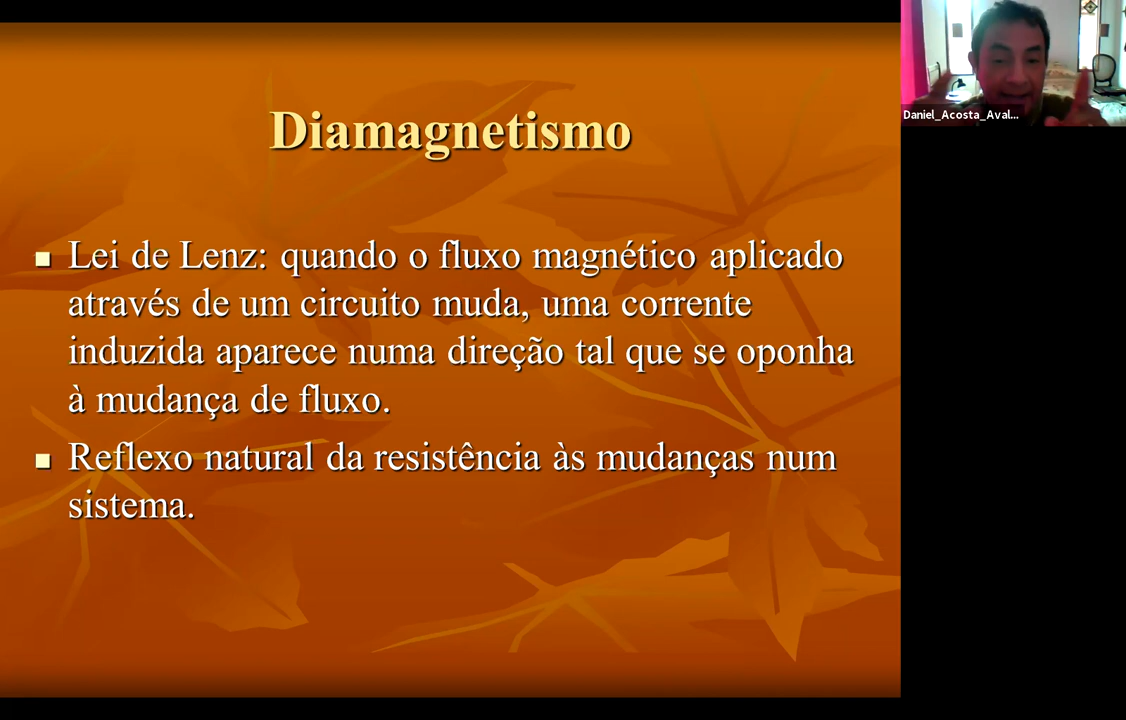 Diamagnetismo
Lei de Lenz: quando o fluxo magnético aplicado
através de um circuito muda, uma corrente
induzida aparece numa direção tal que se oponha
à mudança de fluxo.
Reflexo natural da resistência às mudanças num
sistema.
Daniel_Acosta_Aval...